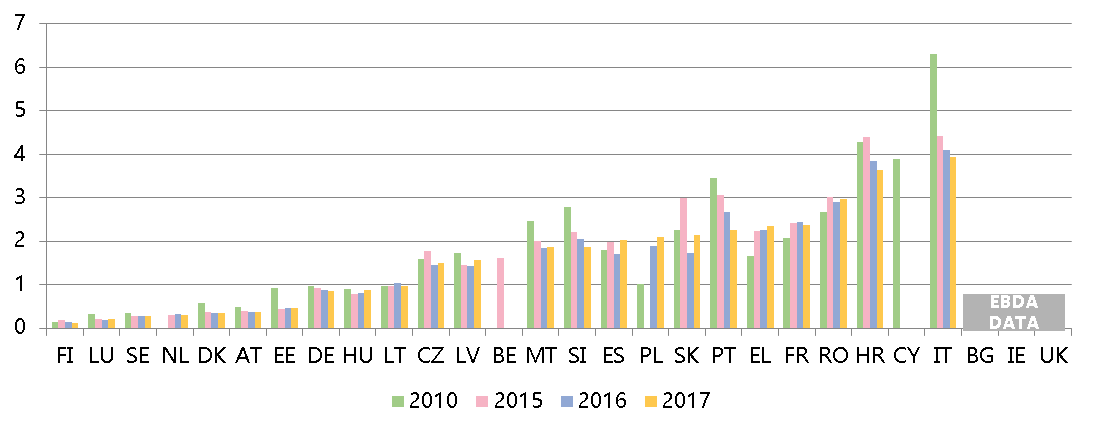 7
6
5
4
3
2
1
0
EBDA
DATA
FI LU SE NL DK AT EE DE HU LT CZ LV BE MT SI ES PL SK PT EL FR RO HR CY IT BG IE UK
2010 2015 2016 2017